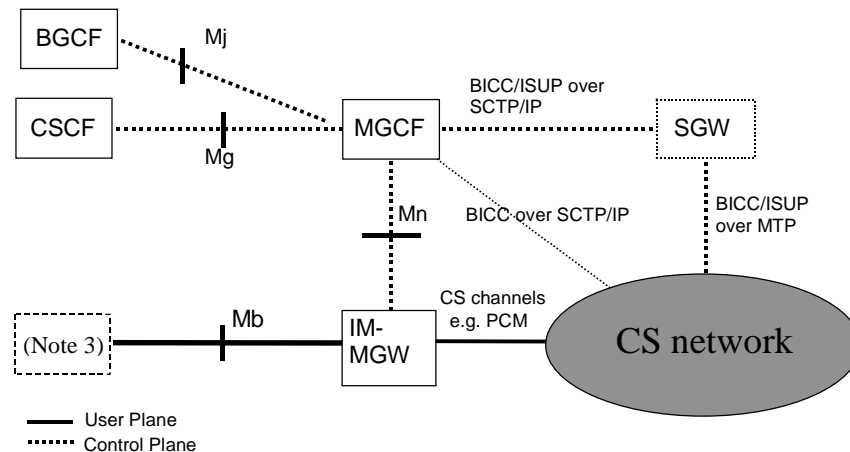 BGCF
Mj
BICC/ISUP over
SCTP/IP
CSCF
Mg
MGCF
SGW
Mn
BICC over SCTP/IP
BICC/ISUP
over MTP
(Note 3)
Mb
IM-
MGW
CS channels
e.g. PCM
CS network
User Plane
Control Plane